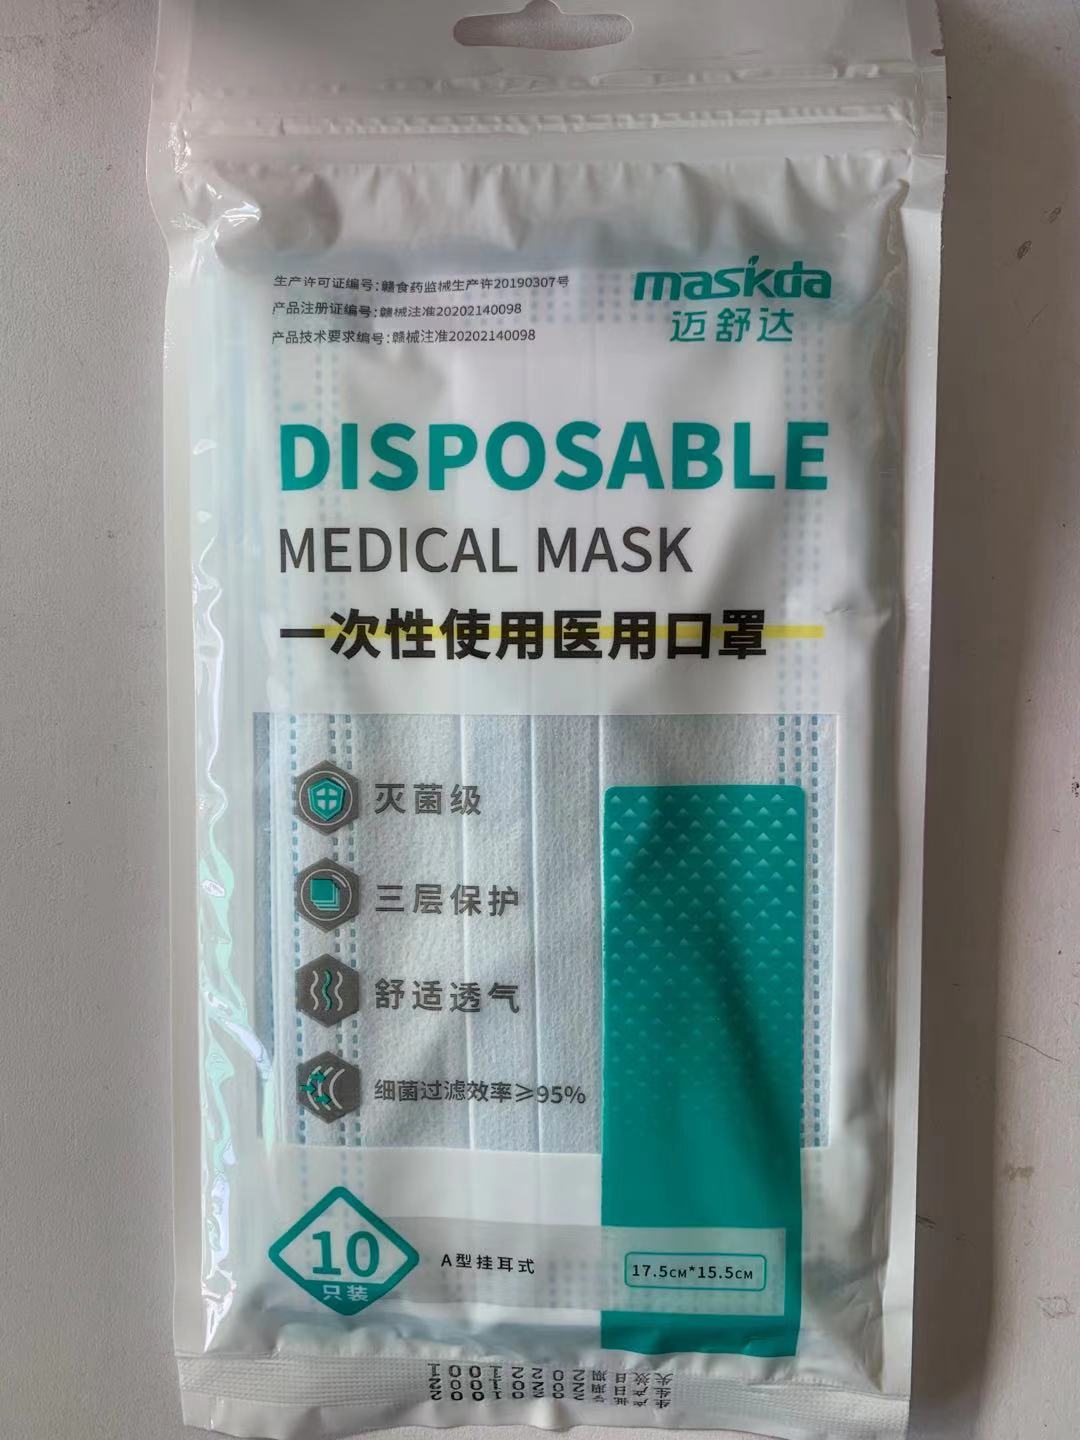 生产许可证编号:赣食药监械生产许20190307号
产品注册证编号:赣械注准20202140098
产品技术要求编号:赣械注准20202140098
maskda
迈舒达
DISPOSABLE
MEDICAL MASK
一次性使用医用口罩
灭菌级
三层保护
舒适透气
细菌过滤效率≥95%
10
只装
A型挂耳式
17.5CM*15.5CM